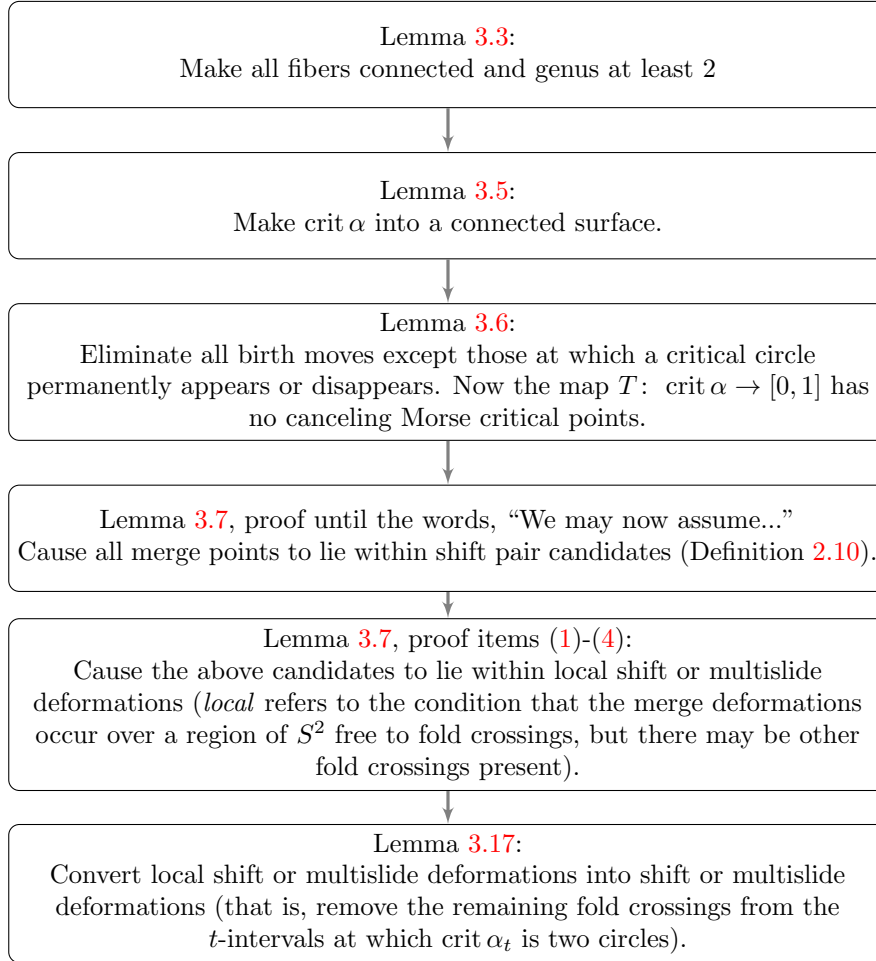 Lemma 3.3:
Make all fibers connected and genus at least 2
Lemma 3.5:
Make crit α into a connected surface.
Lemma 3.6:
Eliminate all birth moves except those at which a critical circle
permanently appears or disappears. Now the map T : crit α → [0, 1] has
no canceling Morse critical points.
Lemma 3.7, proof until the words, “We may now assume...”
Cause all merge points to lie within shift pair candidates (Definition 2.10).
Lemma 3.7, proof items (1)-(4):
Cause the above candidates to lie within local shift or multislide
deformations (local refers to the condition that the merge deformations
occur over a region of S² free to fold crossings, but there may be other
fold crossings present).
Lemma 3.17:
Convert local shift or multislide deformations into shift or multislide
deformations (that is, remove the remaining fold crossings from the
t-intervals at which crit αₜ is two circles).